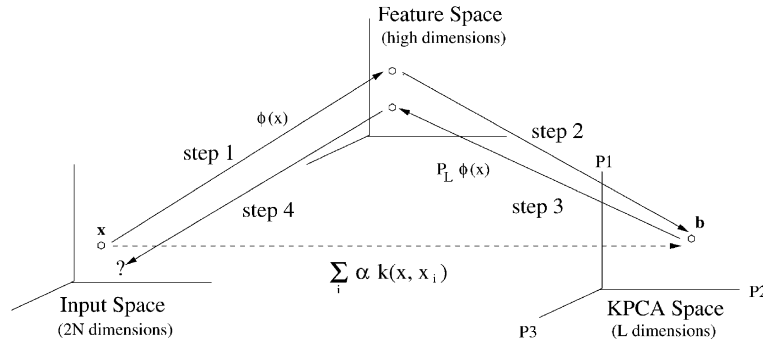 Feature Space
(high dimensions)
ϕ(x)
step 1
step 2
P1
P_L ϕ(x)
step 4
step 3
x
b
?
∑_i α k(x, x_i)
Input Space
(2N dimensions)
P2
KPCA Space
(L dimensions)
P3